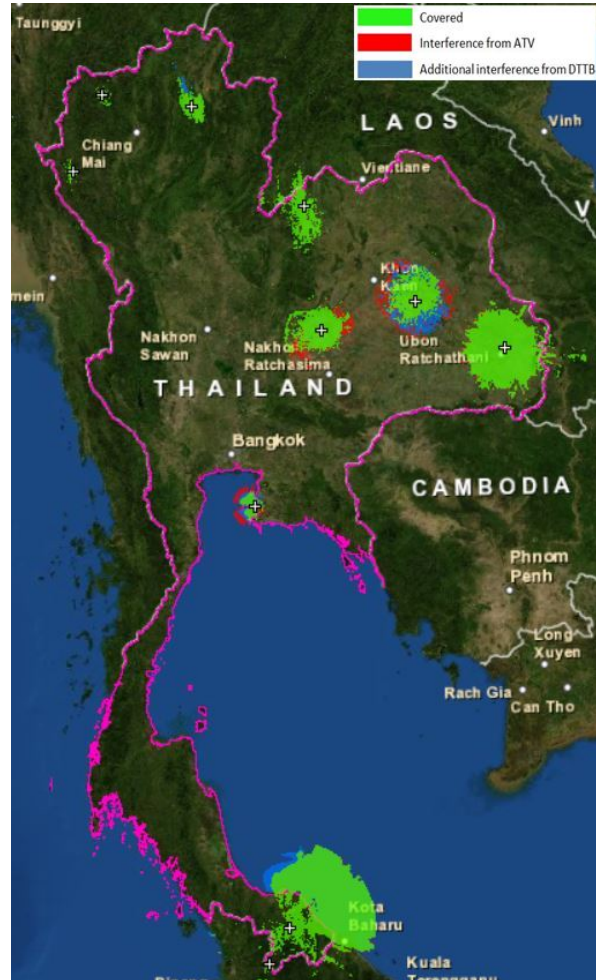 Taunggyi
Covered
Interference from ATV
Additional interference from DTTB
LAOS
Vinh
Chiang
Mai
Vientiane
V
Khon
Kaen
mein
Nakhon
Sawan
Nakhon
Ratchasima
Ubon
Ratchathani
THAILAND
Bangkok
CAMBODIA
Phnom
Penh
Long
Xuyen
Rach Gia
Can Tho
Kota
Baharu
Kuala